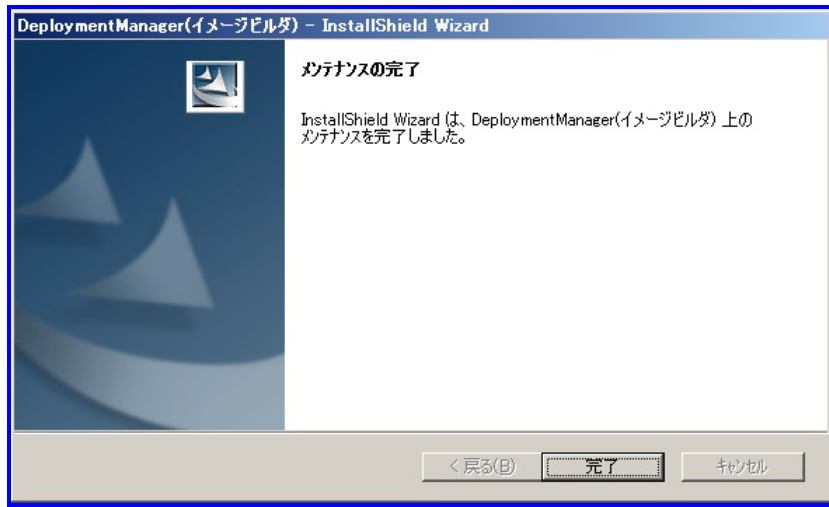 DeploymentManager(イメージビルダ) - InstallShield Wizard
メンテナンスの完了
InstallShield Wizard は、DeploymentManager(イメージビルダ) 上の
メンテナンスを完了しました。
< 戻る(B)
完了
キャンセル